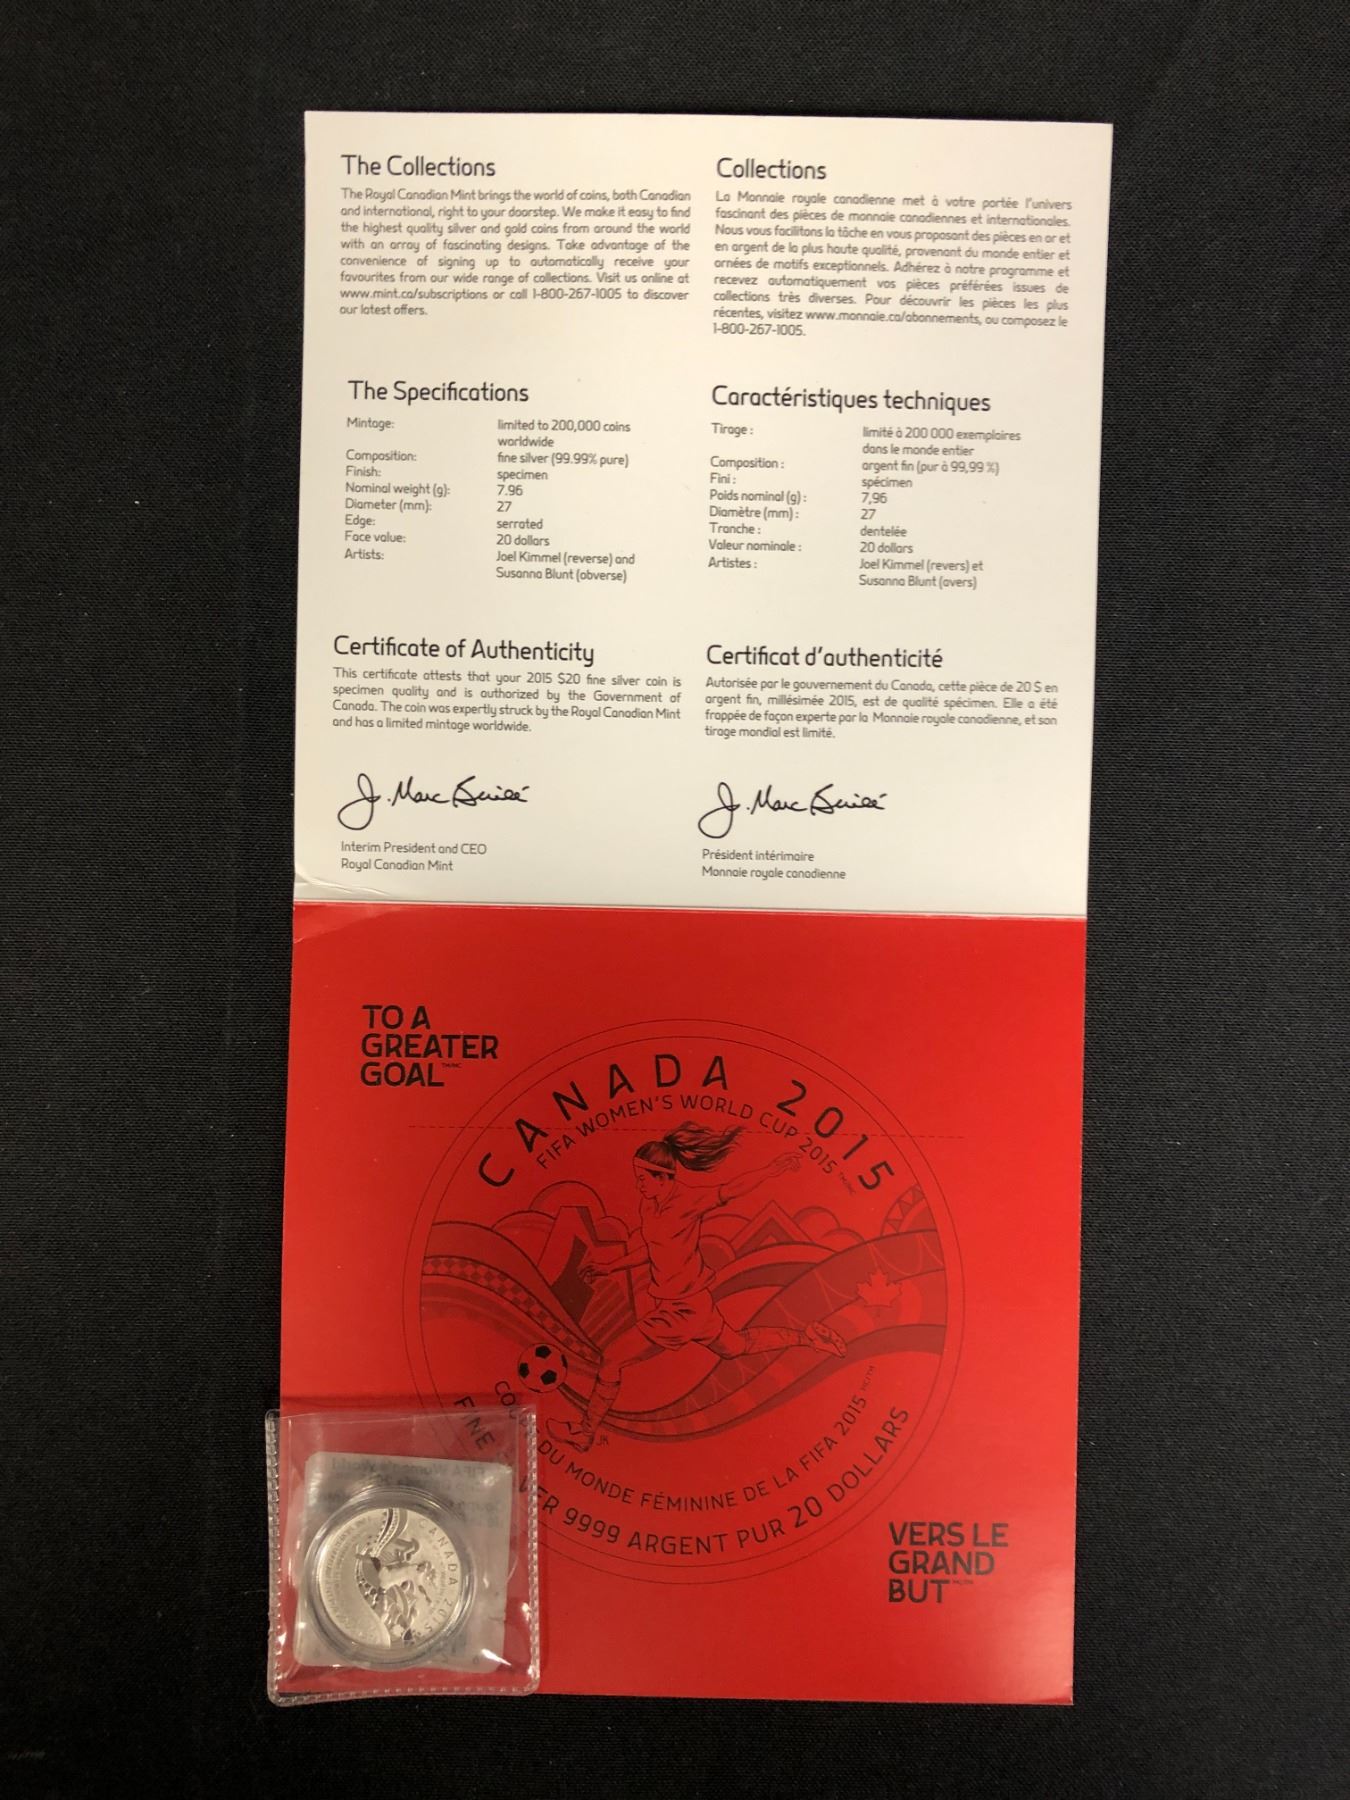 The Collections
The Royal Canadian Mint brings the world of coins, both Canadian
and international, right to your doorstep. We make it easy to find
the highest quality silver and gold coins from around the world
with an array of fascinating designs. Take advantage of the
convenience of signing up to automatically receive your
favourites from our wide range of collections. Visit us online at
www.mint.ca/subscriptions or call 1-800-267-1005 to discover
our latest offers.
Collections
La Monnaie royale canadienne met à votre portée l'univers
fascinant des pièces de monnaie canadiennes et internationales.
Nous vous facilitons la tâche en vous proposant des pièces en or et
en argent de la plus haute qualité, provenant du monde entier et
ornées de motifs exceptionnels. Adhérez à notre programme et
recevez automatiquement vos pièces préférées issues de
collections très diverses. Pour découvrir les pièces les plus
récentes, visitez www.monnaie.ca/abonnements, ou composez le
1-800-267-1005.
The Specifications
Mintage: limited to 200,000 coins
worldwide
Composition: fine silver (99.99% pure)
Finish: specimen
Nominal weight (g): 7.96
Diameter (mm): 27
Edge: serrated
Face value: 20 dollars
Artists: Joel Kimmel (reverse) and
Susanna Blunt (obverse)
Caractéristiques techniques
Tirage : limité à 200 000 exemplaires
dans le monde entier
Composition : argent fin (pur à 99,99 %)
Fini : spécimen
Poids nominal (g) : 7,96
Diamètre (mm) : 27
Tranche : dentelée
Valeur nominale : 20 dollars
Artistes : Joel Kimmel (revers) et
Susanna Blunt (avers)
Certificate of Authenticity
This certificate attests that your 2015 $20 fine silver coin is
specimen quality and is authorized by the Government of
Canada. The coin was expertly struck by the Royal Canadian Mint
and has a limited mintage worldwide.
Certificat d'authenticité
Autorisée par le gouvernement du Canada, cette pièce de 20 $ en
argent fin, millésimée 2015, est de qualité spécimen. Elle a été
frappée de façon experte par la Monnaie royale canadienne, et son
tirage mondial est limité.
Interim President and CEO
Royal Canadian Mint
Président intérimaire
Monnaie royale canadienne
TO A
GREATER
GOAL
CANADA 2015
FIFA WOMEN'S WORLD CUP 2015
JK
DU MONDE FÉMININE DE LA FIFA 2015
FINE 9999 ARGENT PUR 20 DOLLARS
VERS LE
GRAND
BUT
CANADA 2015